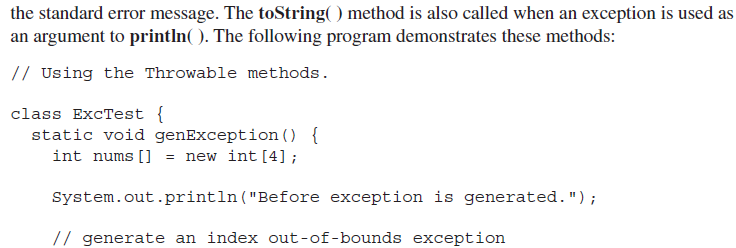 the standard error message. The toString( ) method is also called when an exception is used as
an argument to println( ). The following program demonstrates these methods:
// Using the Throwable methods.
class ExcTest {
static void genException() {
int nums[] = new int[4];
System.out.println("Before exception is generated.");
// generate an index out-of-bounds exception